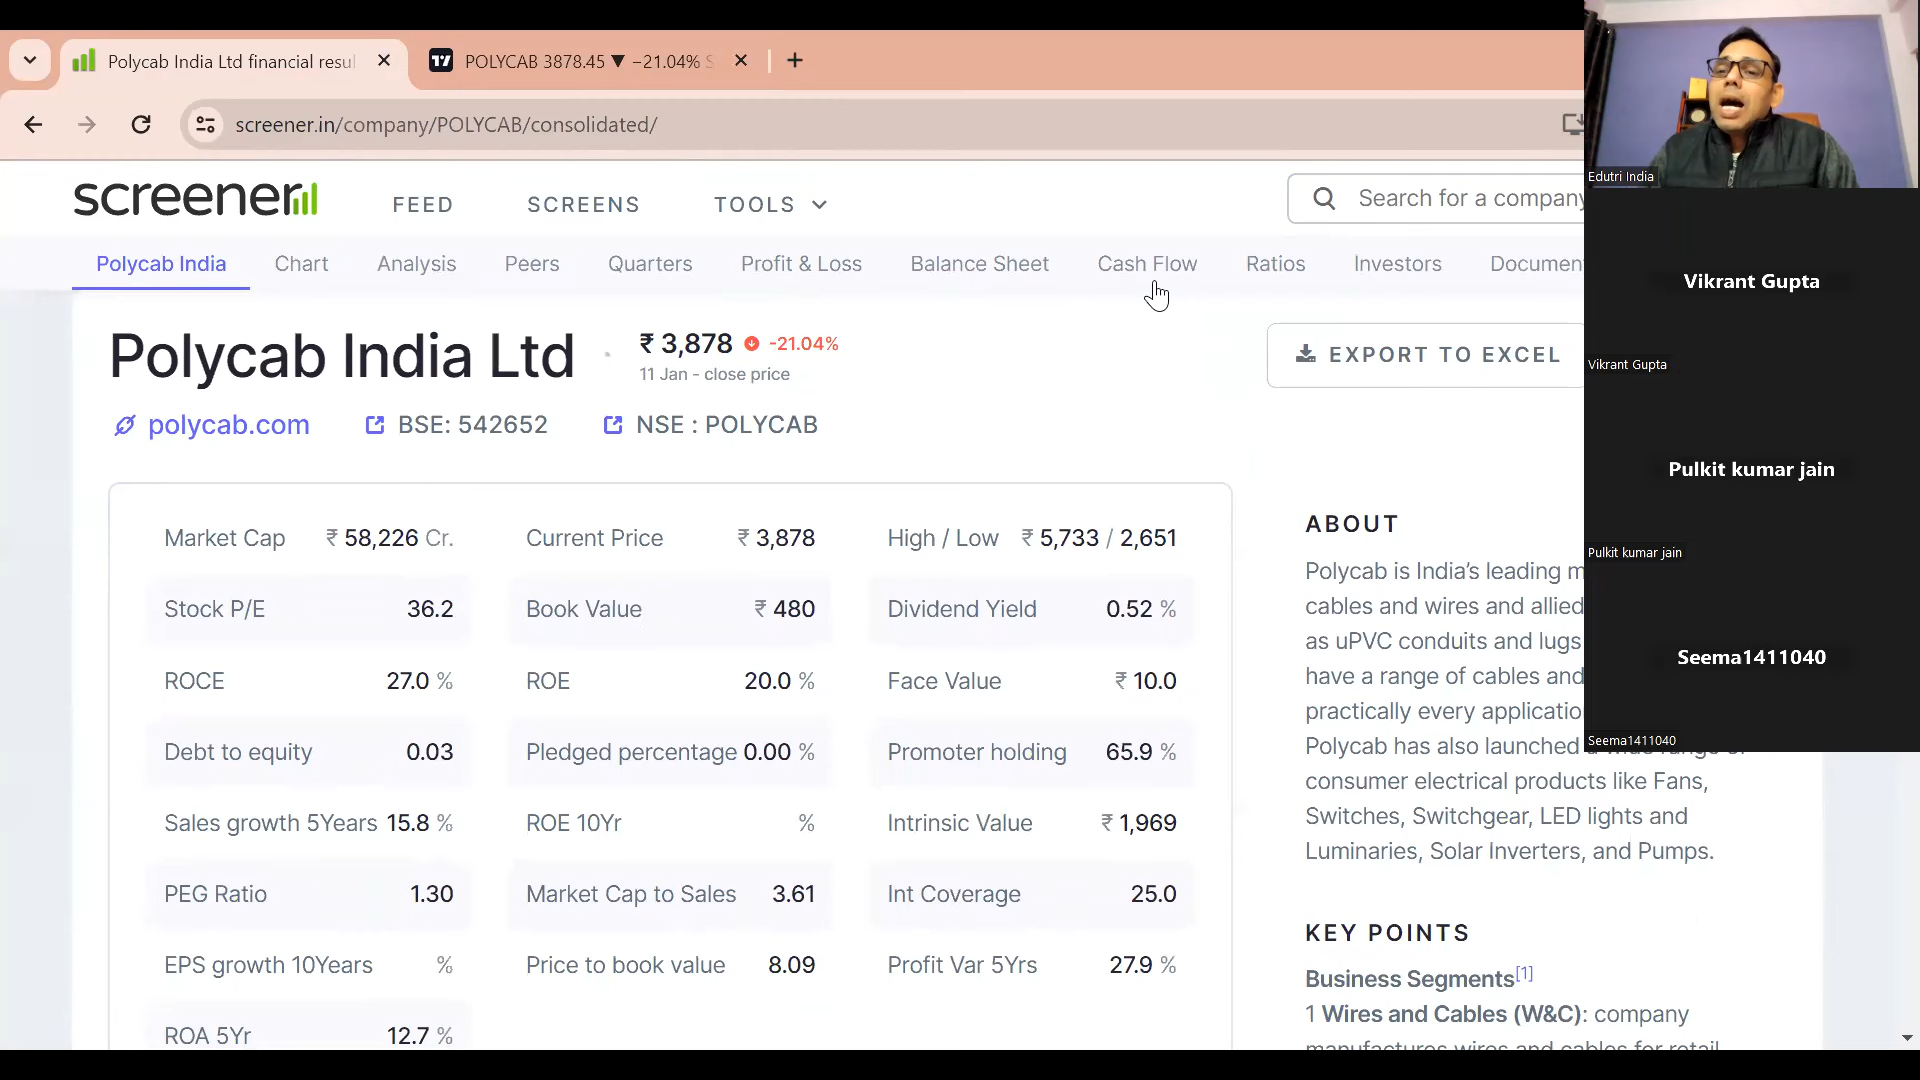 Polycab India Ltd financial resul
POLYCAB 3878.45 ▼ −21.04%
screener.in/company/POLYCAB/consolidated/
screener
FEED
SCREENS
TOOLS
Search for a company
Polycab India
Chart
Analysis
Peers
Quarters
Profit & Loss
Balance Sheet
Cash Flow
Ratios
Investors
Documen
Polycab India Ltd
₹ 3,878 -21.04%
11 Jan - close price
EXPORT TO EXCEL
polycab.com
BSE: 542652
NSE : POLYCAB
Market Cap ₹ 58,226 Cr.
Current Price ₹ 3,878
High / Low ₹ 5,733 / 2,651
Stock P/E 36.2
Book Value ₹ 480
Dividend Yield 0.52 %
ROCE 27.0 %
ROE 20.0 %
Face Value ₹ 10.0
Debt to equity 0.03
Pledged percentage 0.00 %
Promoter holding 65.9 %
Sales growth 5Years 15.8 %
ROE 10Yr %
Intrinsic Value ₹ 1,969
PEG Ratio 1.30
Market Cap to Sales 3.61
Int Coverage 25.0
EPS growth 10Years %
Price to book value 8.09
Profit Var 5Yrs 27.9 %
ROA 5Yr 12.7 %
ABOUT
Polycab is India's leading m
cables and wires and allied
as uPVC conduits and lugs
have a range of cables and
practically every applicatio
Polycab has also launched a wide range of
consumer electrical products like Fans,
Switches, Switchgear, LED lights and
Luminaries, Solar Inverters, and Pumps.
KEY POINTS
Business Segments[1]
1 Wires and Cables (W&C): company
manufactures wires and cables for retail
Edutri India
Vikrant Gupta
Vikrant Gupta
Pulkit kumar jain
Pulkit kumar jain
Seema1411040
Seema1411040